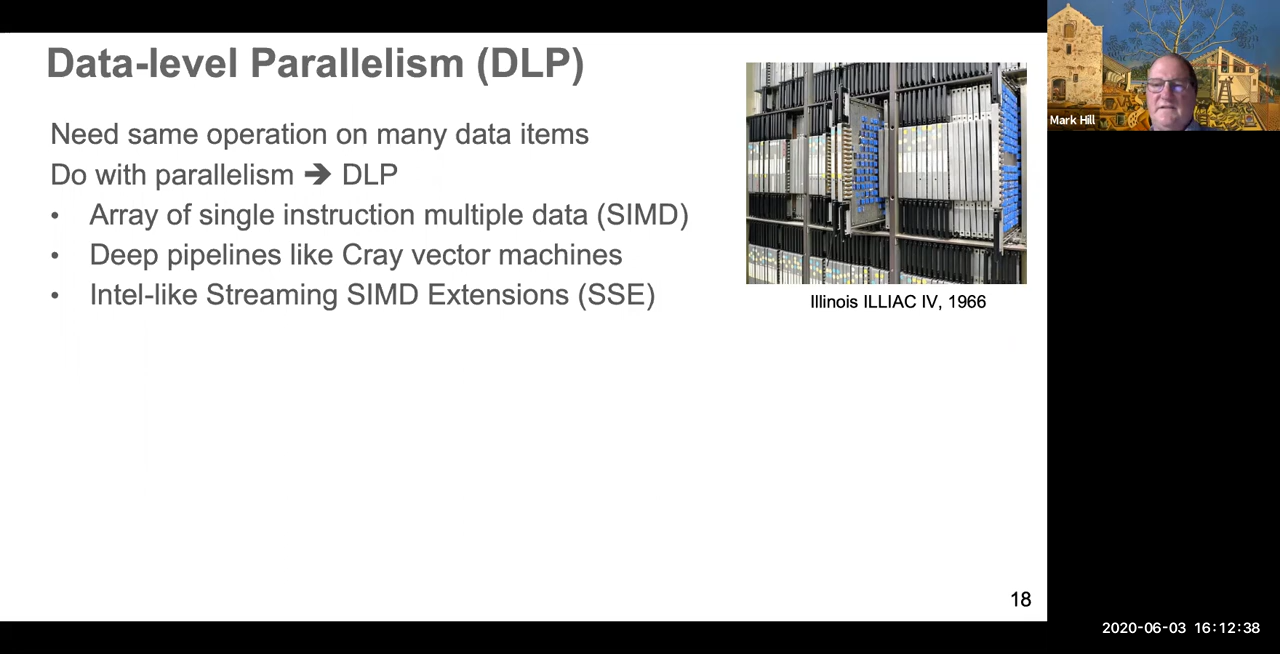 Data-level Parallelism (DLP)
Need same operation on many data items
Do with parallelism ➔ DLP
• Array of single instruction multiple data (SIMD)
• Deep pipelines like Cray vector machines
• Intel-like Streaming SIMD Extensions (SSE)
Illinois ILLIAC IV, 1966
18
Mark Hill
2020-06-03 16:12:38